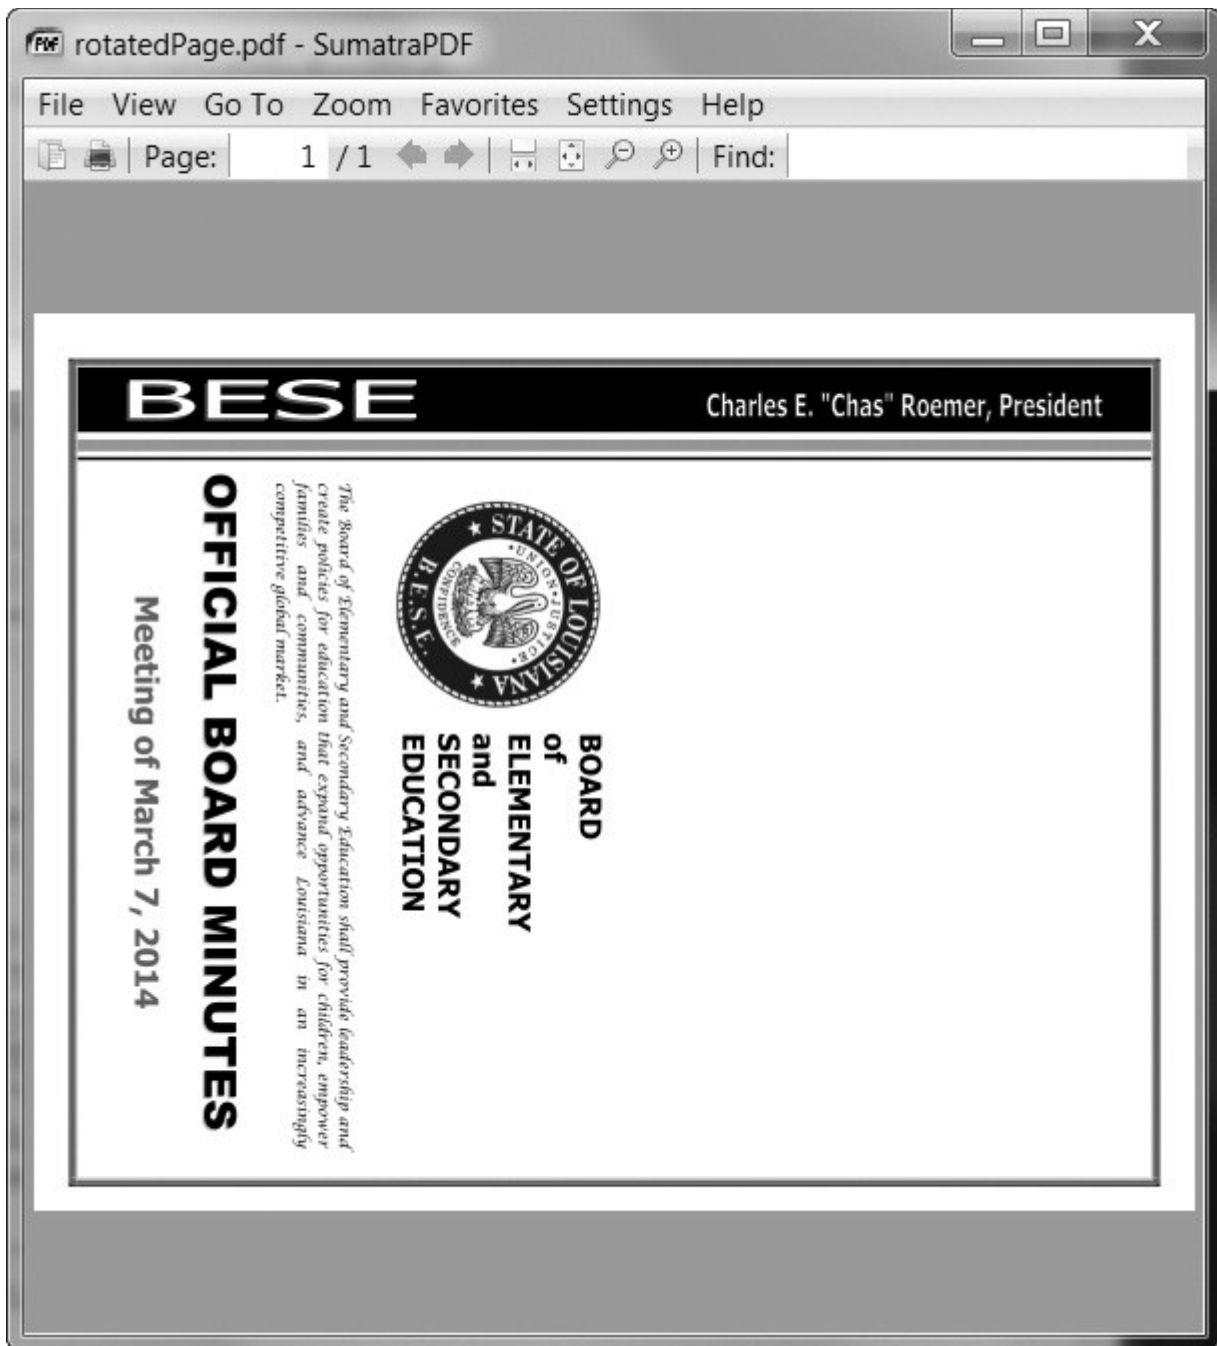 rotatedPage.pdf - SumatraPDF
File View Go To Zoom Favorites Settings Help
Page: 1 / 1 Find:
BESE
Charles E. "Chas" Roemer, President
BOARD
of
ELEMENTARY
and
SECONDARY
EDUCATION
STATE OF LOUISIANA
UNION JUSTICE
CONFIDENCE
B.E.S.E.
The Board of Elementary and Secondary Education shall provide leadership and
create policies for education that expand opportunities for children, empower
families and communities, and advance Louisiana in an increasingly
competitive global market.
OFFICIAL BOARD MINUTES
Meeting of March 7, 2014